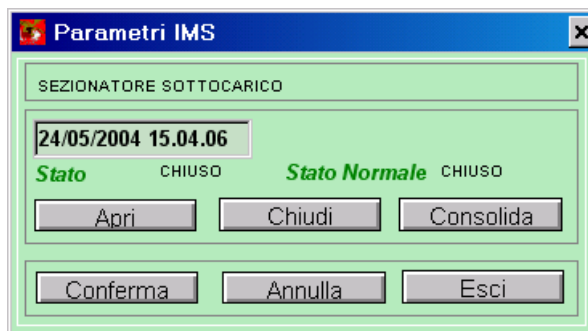 Parametri IMS
SEZIONATORE SOTTOCARICO
24/05/2004 15.04.06
Stato CHIUSO Stato Normale CHIUSO
Apri Chiudi Consolida
Conferma Annulla Esci